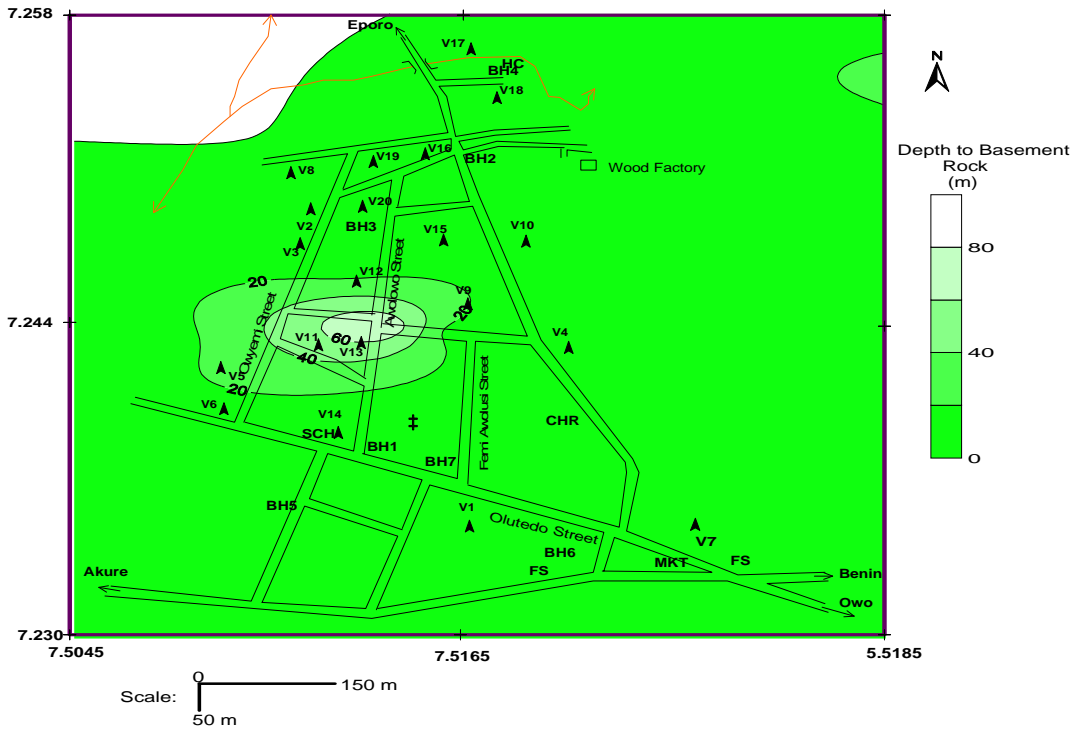 7.258
Eporo
V17
HC
BH4
V18
N
Depth to Basement
Rock
(m)
V19
V16
BH2
Wood Factory
V8
V20
V2
BH3
V15
V10
V3
80
V12
Awolowo Street
20
V9
20
Owyemi Street
7.244
V11
60
V13
V4
40
40
V5
20
V6
Femi Awdusi Street
V14
SCH
CHR
BH1
BH7
0
BH5
V1
Olutedo Street
V7
BH6
FS
MKT
FS
Akure
Benin
Owo
7.230
7.5045
7.5165
5.5185
0
Scale:
150 m
50 m